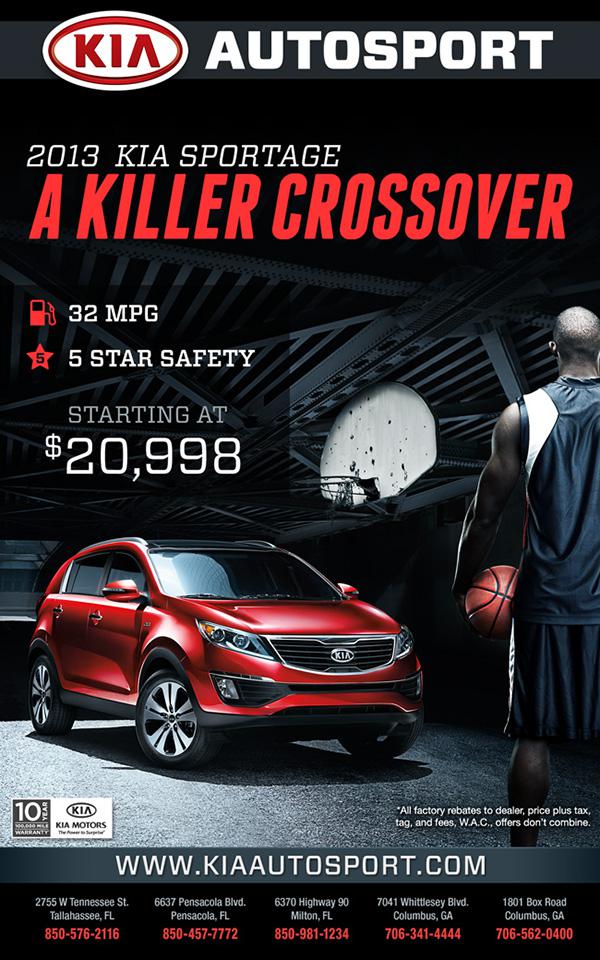 KIA AUTOSPORT
2013 KIA SPORTAGE
A KILLER CROSSOVER
32 MPG
5 5 STAR SAFETY
STARTING AT
$20,998
KIA
10 YEAR
100,000 MILE
WARRANTY
KIA
KIA MOTORS
The Power to Surprise
*All factory rebates to dealer, price plus tax,
tag, and fees, W.A.C., offers don't combine.
WWW.KIAAUTOSPORT.COM
2755 W Tennessee St.
Tallahassee, FL
850-576-2116
6637 Pensacola Blvd.
Pensacola, FL
850-457-7772
6370 Highway 90
Milton, FL
850-981-1234
7041 Whittlesey Blvd.
Columbus, GA
706-341-4444
1801 Box Road
Columbus, GA
706-562-0400